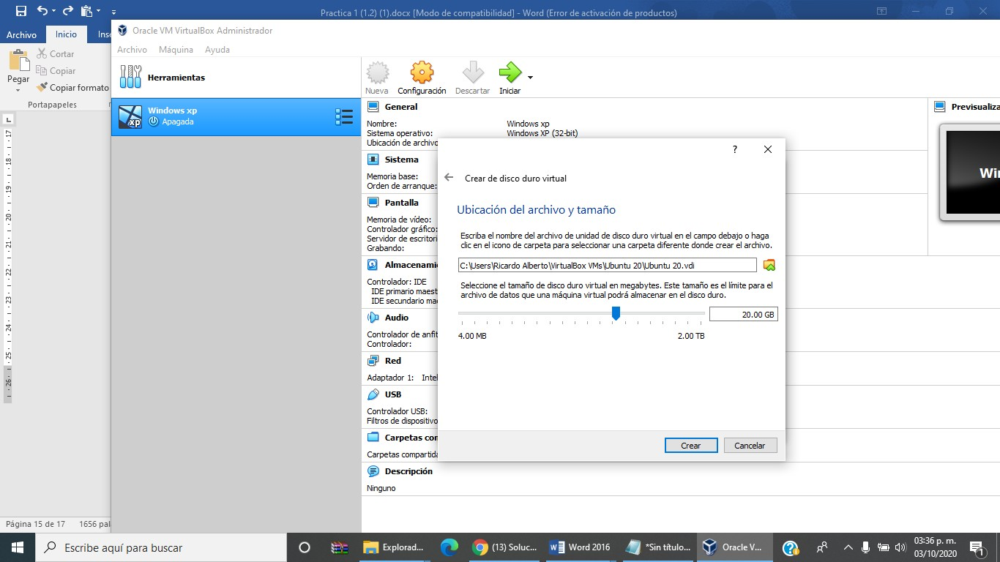 Practica 1 (1.2) (1).docx [Modo de compatibilidad] - Word (Error de activación de productos)
Archivo Inicio Inse
Pegar
Cortar
Copiar
Copiar formato
Portapapeles
Oracle VM VirtualBox Administrador
Archivo Máquina Ayuda
Herramientas
Windows xp
Apagada
Nueva Configuración Descartar Iniciar
General
Nombre: Windows xp
Sistema operativo: Windows XP (32-bit)
Ubicación de archivo
Previsualiza
Win
Sistema
Memoria base:
Orden de arranque:
Pantalla
Memoria de vídeo:
Controlador gráfico:
Servidor de escritori
Grabando:
Almacenami
Controlador: IDE
IDE primario maest
IDE secundario mae
Audio
Controlador de anfit
Controlador:
Red
Adaptador 1: Intel
USB
Controlador USB:
Filtros de dispositivo
Carpetas con
Carpetas compartida
Descripción
Ninguno
?
Crear de disco duro virtual
Ubicación del archivo y tamaño
Escriba el nombre del archivo de unidad de disco duro virtual en el campo debajo o haga
clic en el icono de carpeta para seleccionar una carpeta diferente donde crear el archivo.
C:\Users\Ricardo Alberto\VirtualBox VMs\Ubuntu 20\Ubuntu 20.vdi
Seleccione el tamaño de disco duro virtual en megabytes. Este tamaño es el límite para el
archivo de datos que una máquina virtual podrá almacenar en el disco duro.
20.00 GB
4.00 MB 2.00 TB
Crear Cancelar
17
18
19
20
21
22
23
24
25
26
Página 15 de 17 1656 pal
Escribe aquí para buscar
Explorad...
(13) Soluc...
Word 2016
*Sin título...
Oracle V...
03:36 p. m.
03/10/2020
1